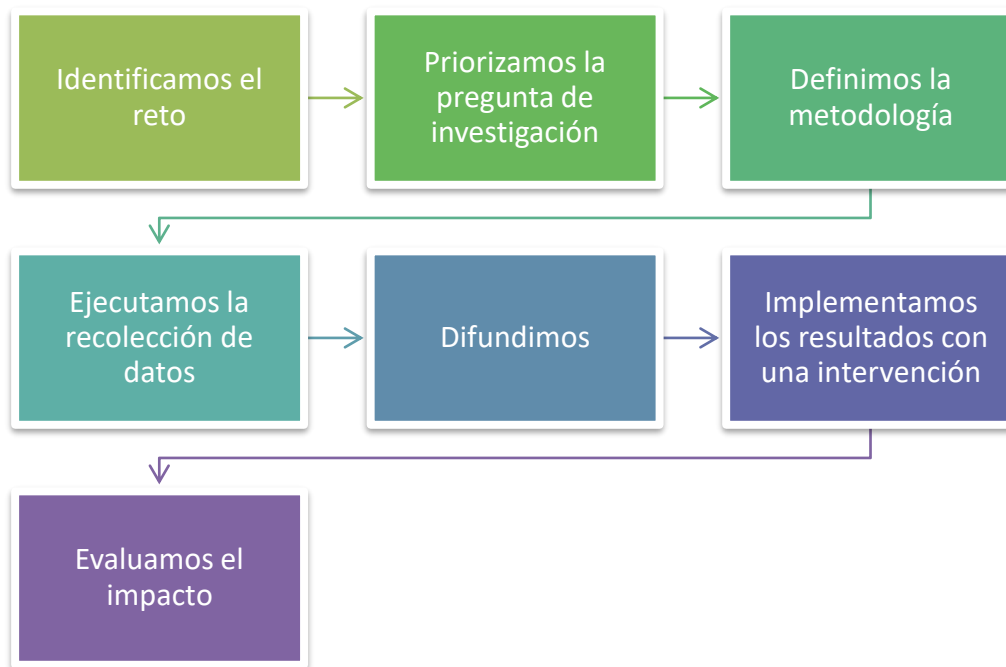 Identificamos el
reto
Priorizamos la
pregunta de
investigación
Definimos la
metodología
Ejecutamos la
recolección de
datos
Difundimos
Implementamos
los resultados con
una intervención
Evaluamos el
impacto